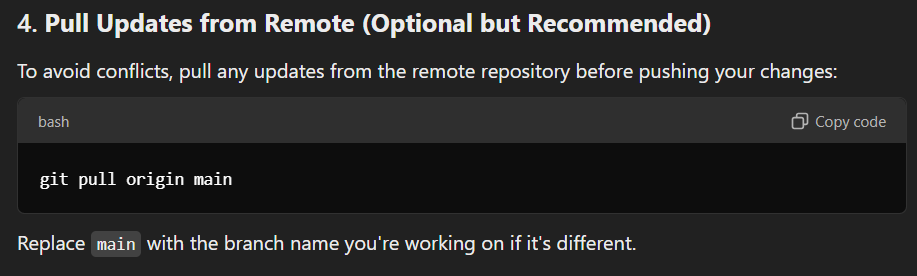 4. Pull Updates from Remote (Optional but Recommended)
To avoid conflicts, pull any updates from the remote repository before pushing your changes:
bash Copy code
git pull origin main
Replace main with the branch name you're working on if it's different.